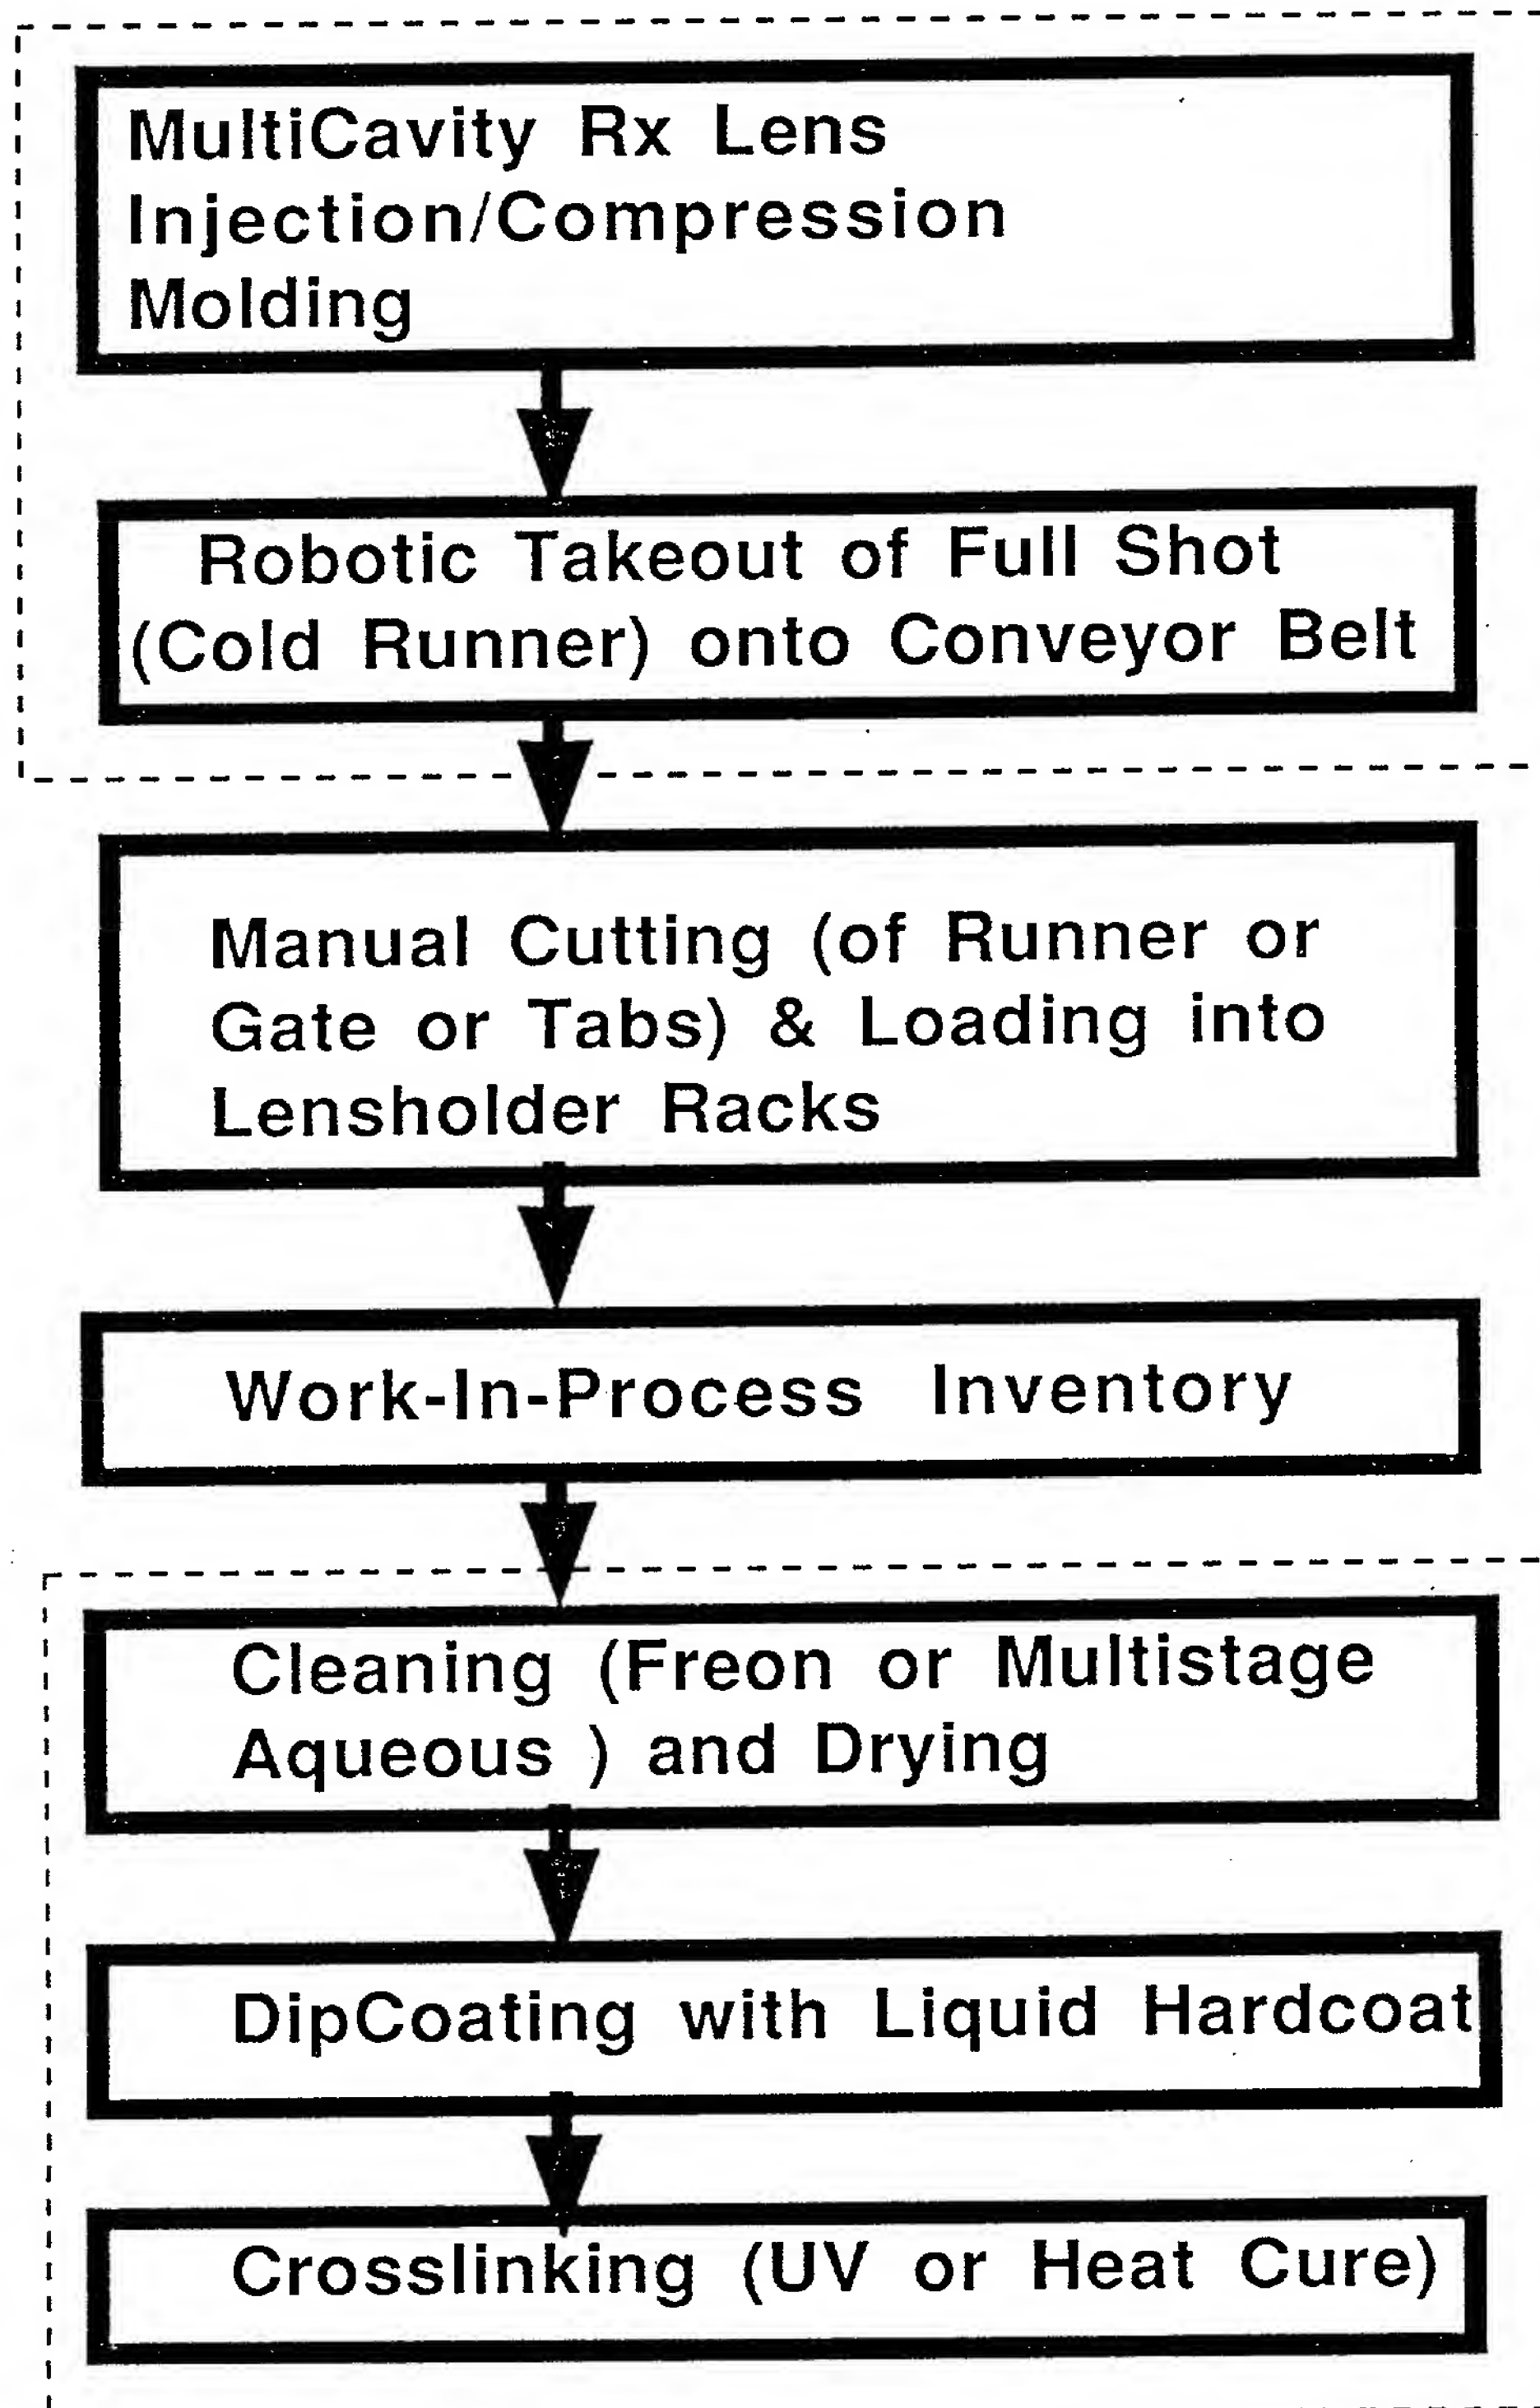 MultiCavity Rx Lens
Injection/Compression
Molding
Robotic Takeout of Full Shot
(Cold Runner) onto Conveyor Belt
Manual Cutting (of Runner or
Gate or Tabs) & Loading into
Lensholder Racks
Work-In-Process Inventory
Cleaning (Freon or Multistage
Aqueous ) and Drying
DipCoating with Liquid Hardcoat
Crosslinking (UV or Heat Cure)